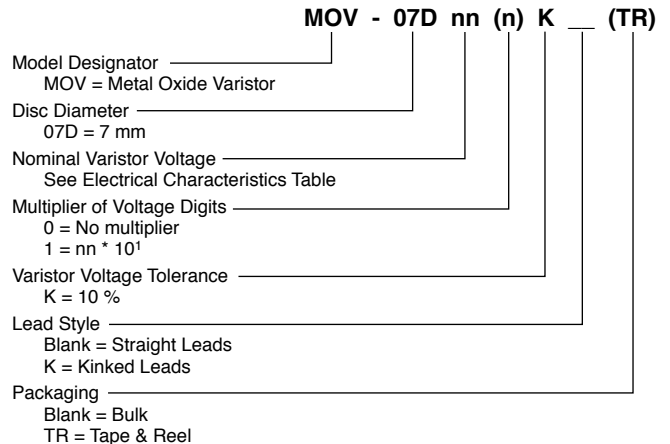 MOV - 07D nn (n) K __ (TR)
Model Designator
MOV = Metal Oxide Varistor
Disc Diameter
07D = 7 mm
Nominal Varistor Voltage
See Electrical Characteristics Table
Multiplier of Voltage Digits
0 = No multiplier
1 = nn * 10¹
Varistor Voltage Tolerance
K = 10 %
Lead Style
Blank = Straight Leads
K = Kinked Leads
Packaging
Blank = Bulk
TR = Tape & Reel